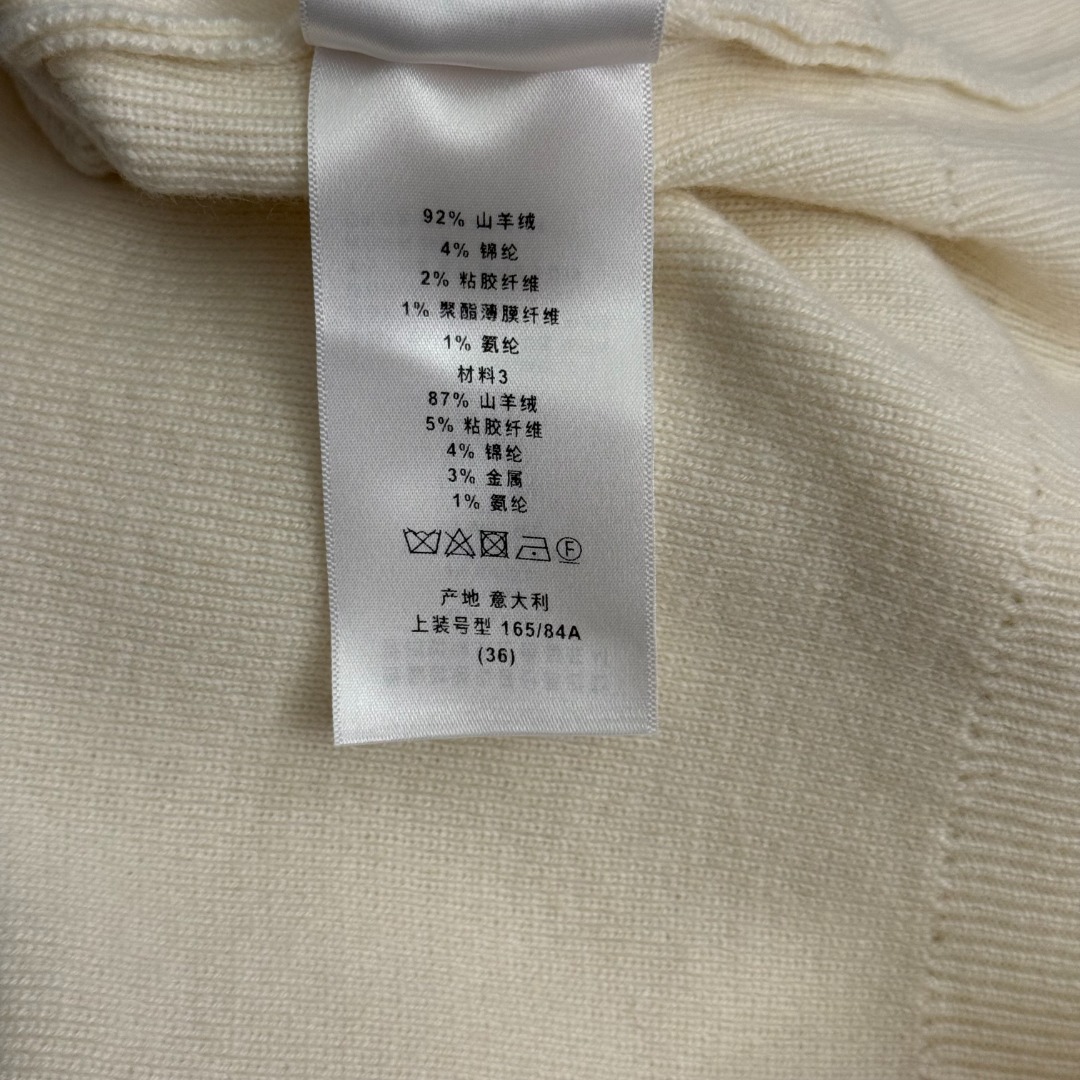 92% 山羊绒
4% 锦纶
2% 粘胶纤维
1% 聚酯薄膜纤维
1% 氨纶
材料3
87% 山羊绒
5% 粘胶纤维
4% 锦纶
3% 金属
1% 氨纶
F
产地 意大利
上装号型 165/84A
(36)